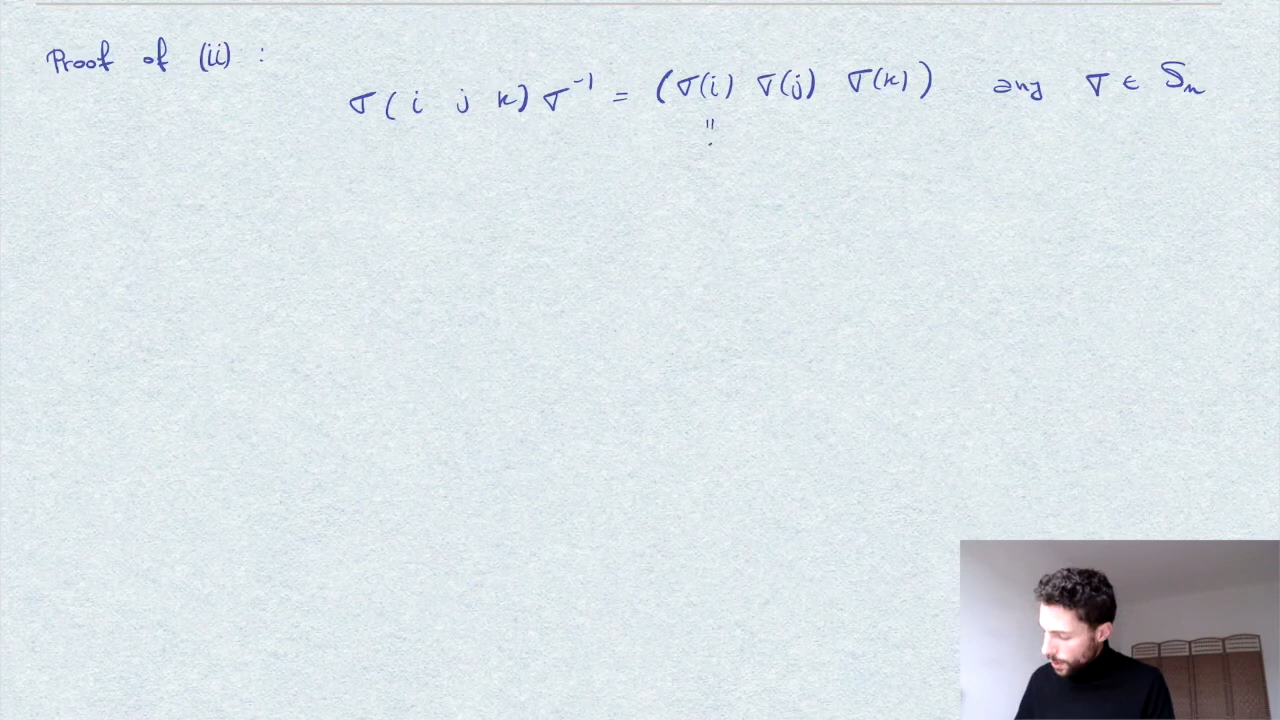 Proof of (ii) :
σ ( i j k ) σ⁻¹ = ( σ(i) σ(j) σ(k) ) any σ ∈ Sₙ
"